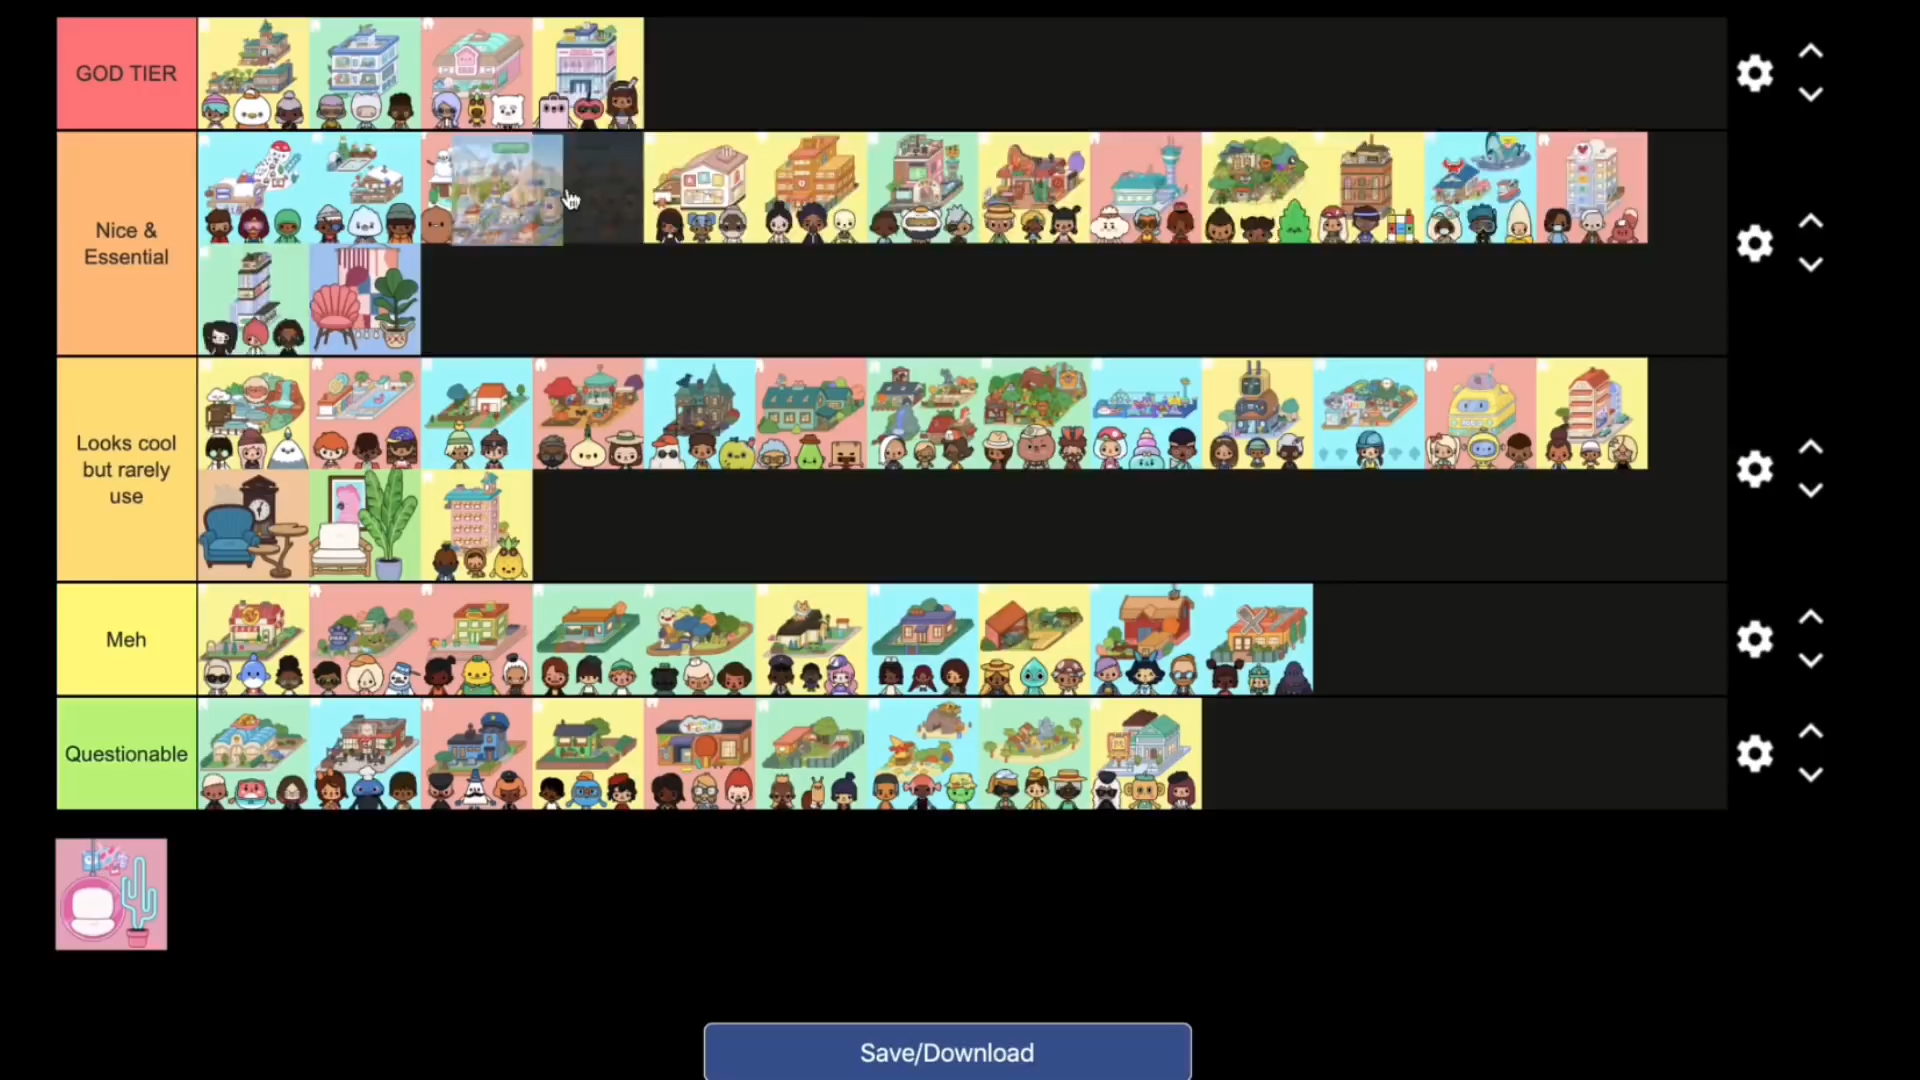 GOD TIER
Nice &
Essential
Looks cool
but rarely
use
Meh
Questionable
Save/Download